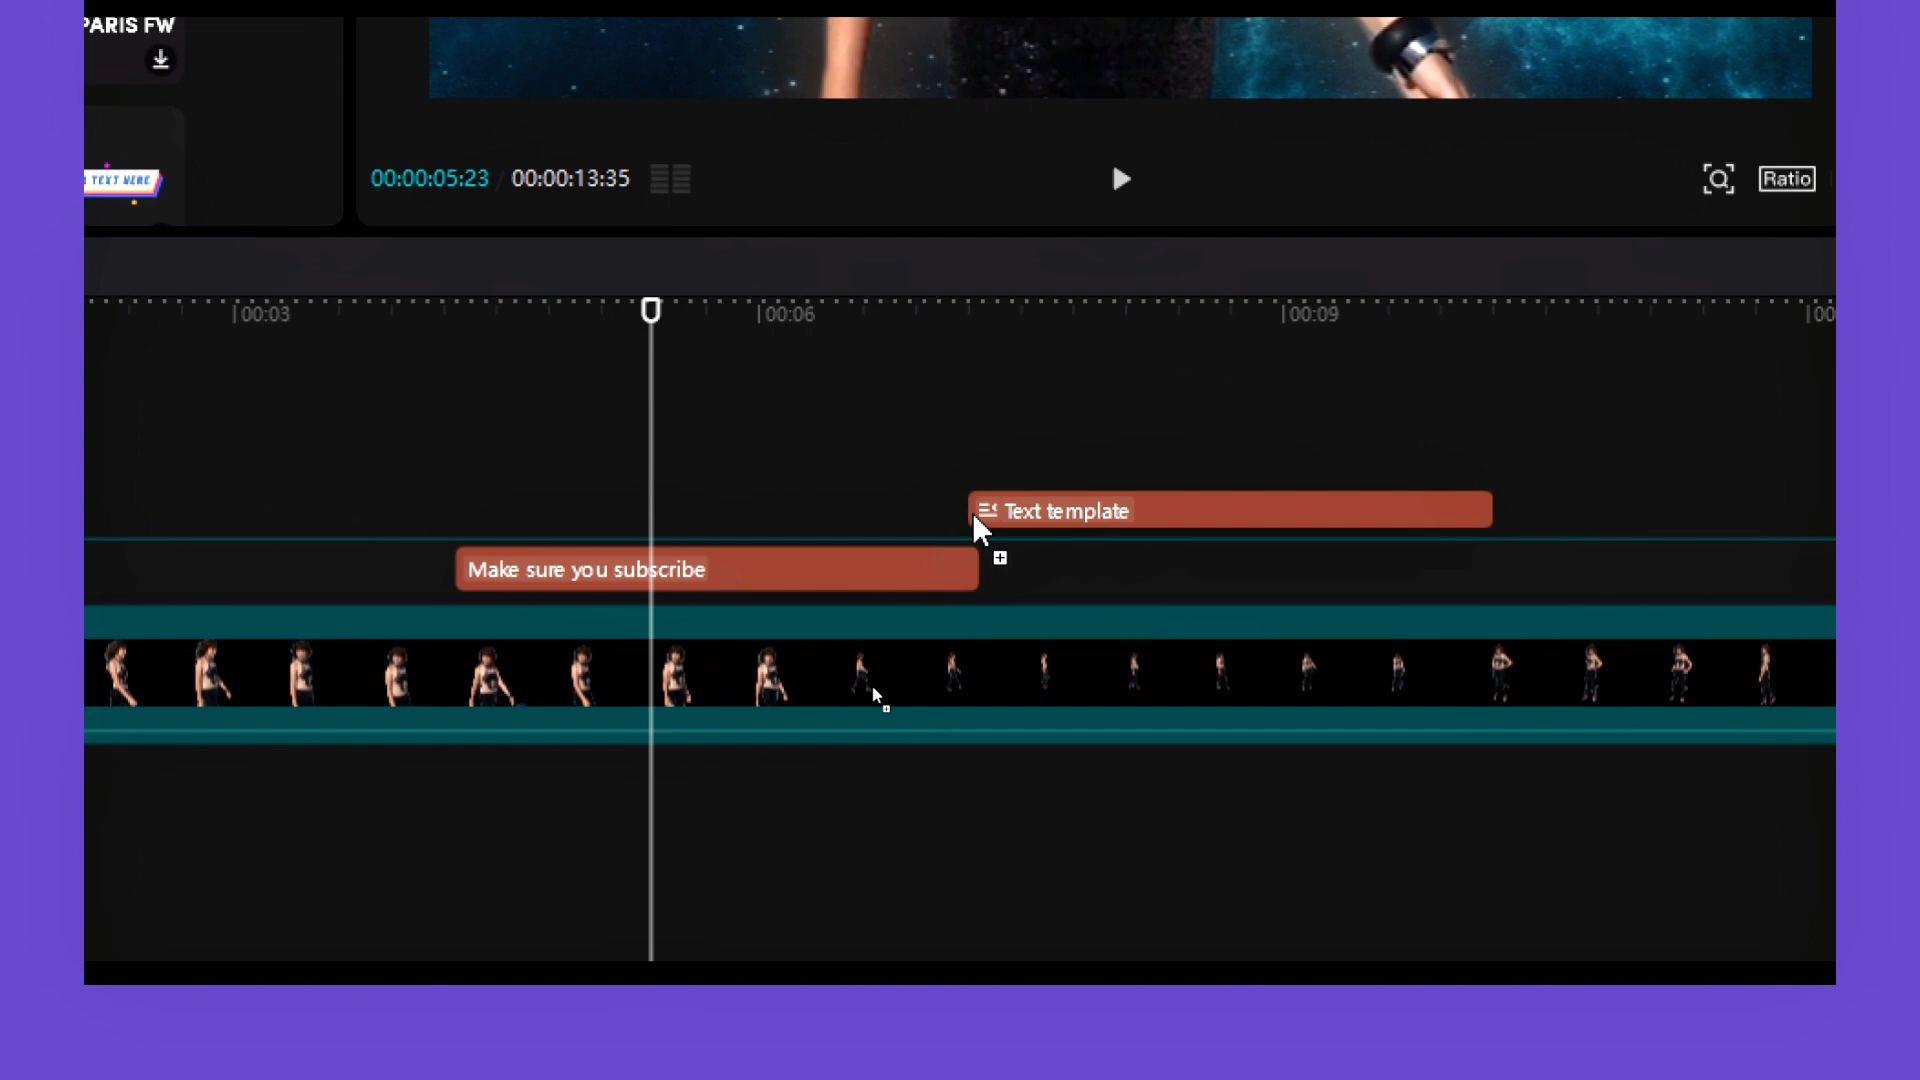 PARIS FW
TEXT HERE
00:00:05:23 / 00:00:13:35
Ratio
00:03
00:06
00:09
00
Text template
Make sure you subscribe